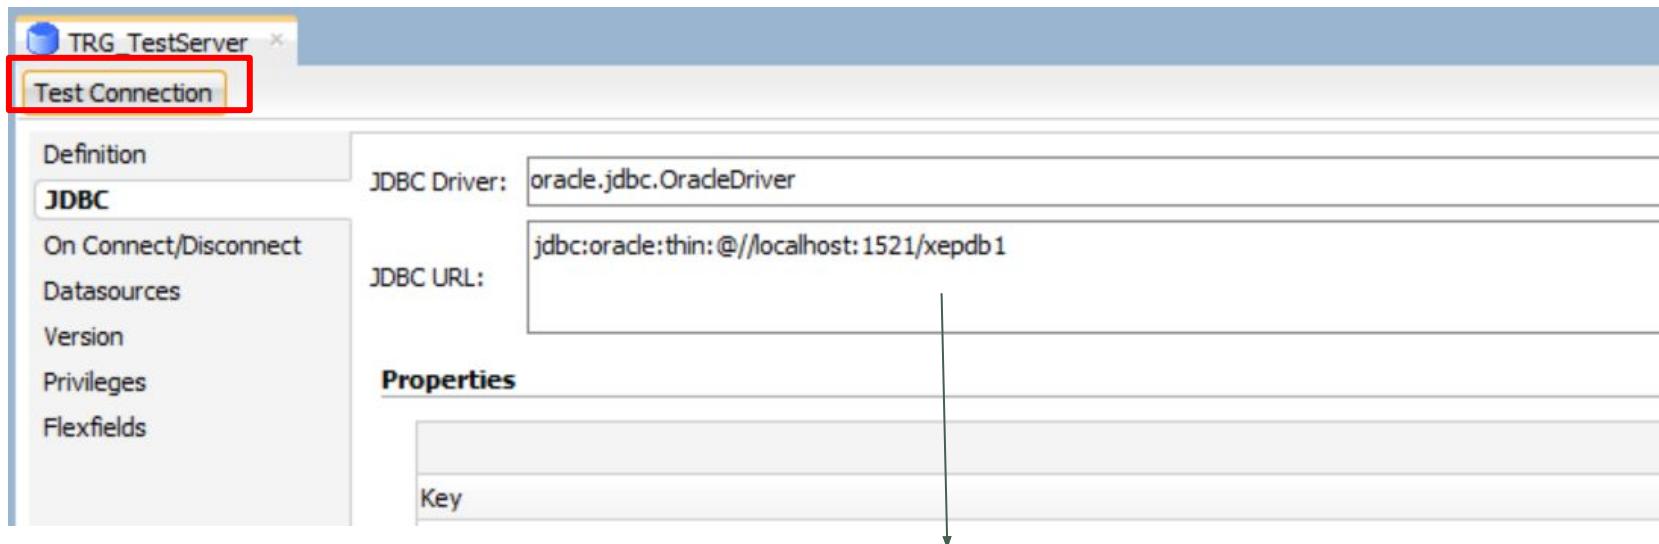 TRG_TestServer
Test Connection
Definition
JDBC
On Connect/Disconnect
Datasources
Version
Privileges
Flexfields
JDBC Driver: oracle.jdbc.OracleDriver
JDBC URL: jdbc:oracle:thin:@//localhost:1521/xepdb1
Properties
Key